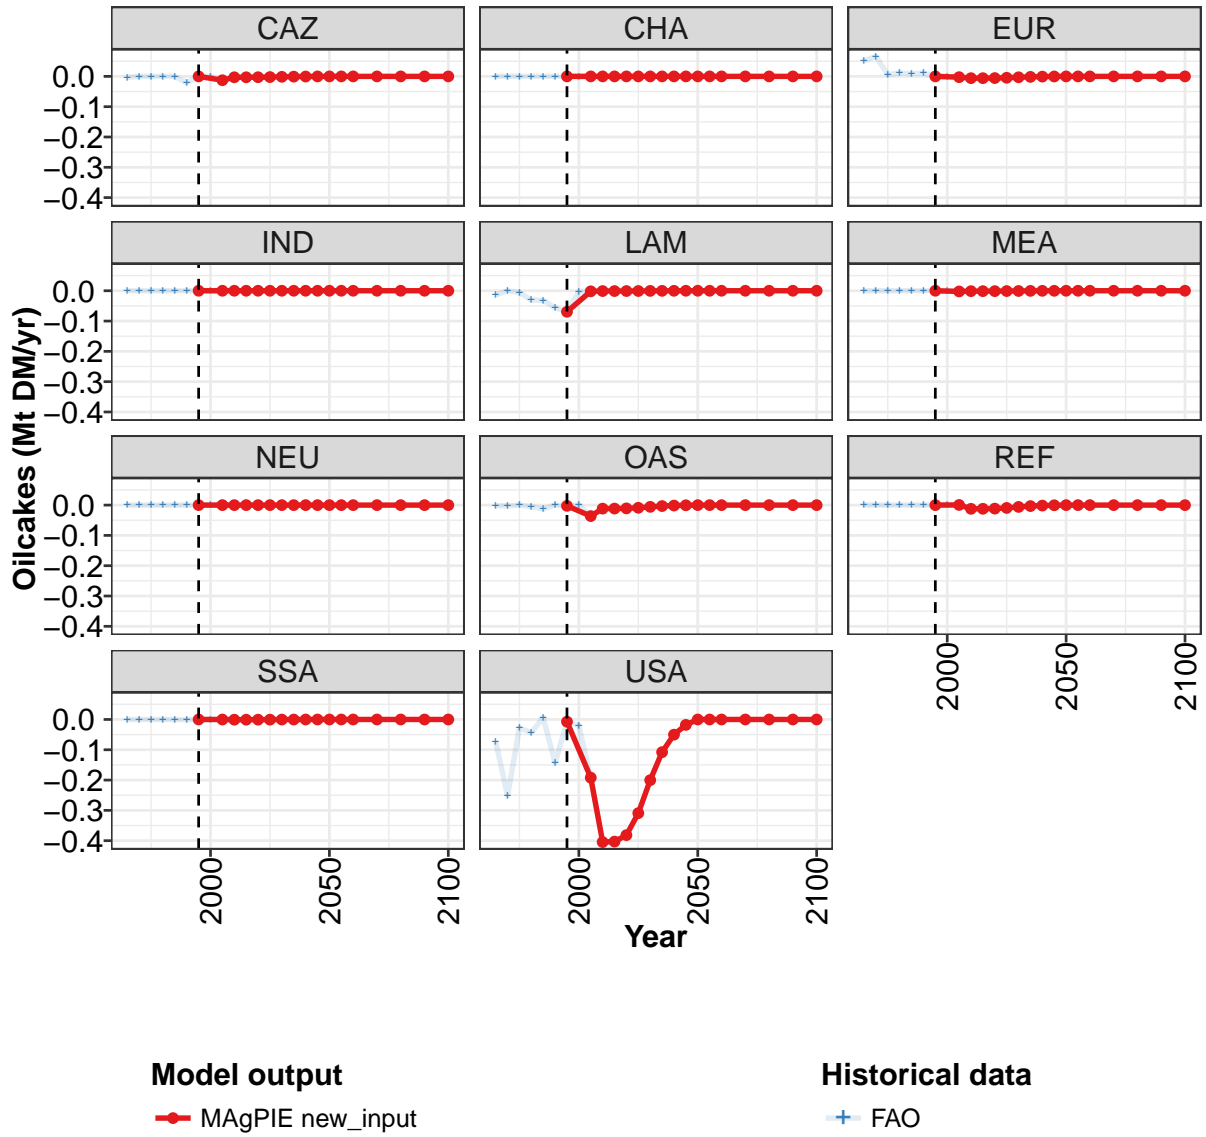 CAZ CHA EUR
0.0
−0.1
−0.2
−0.3
−0.4
IND LAM MEA
0.0
−0.1
−0.2
−0.3
−0.4
Oilcakes (Mt DM/yr)
NEU OAS REF
0.0
−0.1
−0.2
−0.3
−0.4
2000 2050 2100
SSA USA
0.0
−0.1
−0.2
−0.3
−0.4
2000 2050 2100 2000 2050 2100
Year
Model output Historical data
MAgPIE new_input FAO